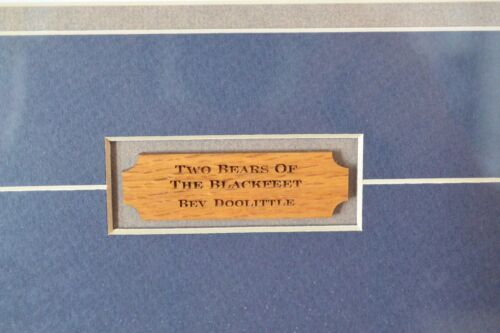 Two Bears Of
The Blackfeet
Bev Doolittle